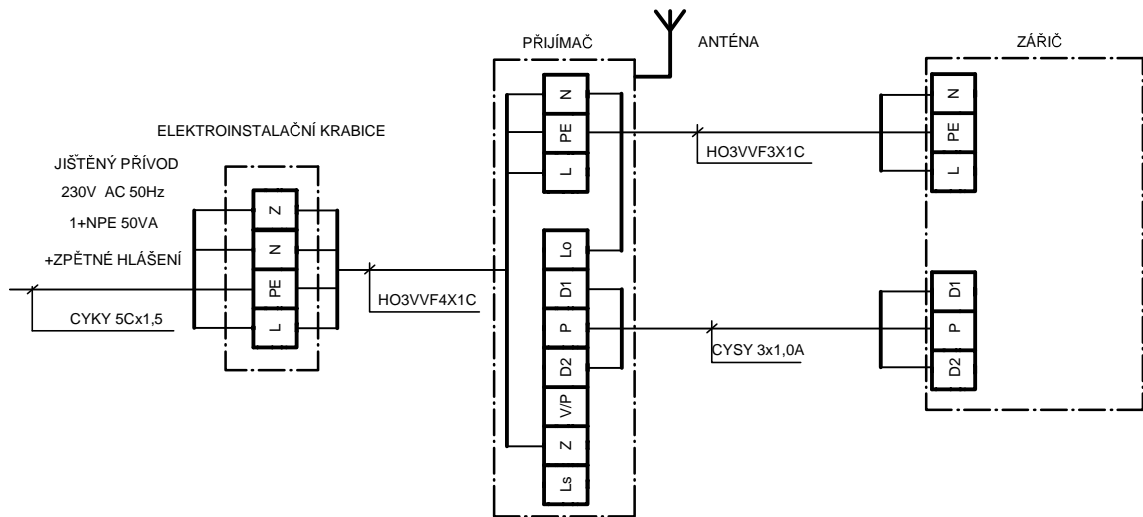 PŘIJÍMAČ
ANTÉNA
ZÁŘIČ
ELEKTROINSTALAČNÍ KRABICE
JIŠTĚNÝ PŘÍVOD
230V AC 50Hz
1+NPE 50VA
+ZPĚTNÉ HLÁŠENÍ
CYKY 5Cx1,5
Z
N
PE
L
HO3VVF4X1C
N
PE
L
Lo
D1
P
D2
V/P
Z
Ls
HO3VVF3X1C
CYSY 3x1,0A
N
PE
L
D1
P
D2